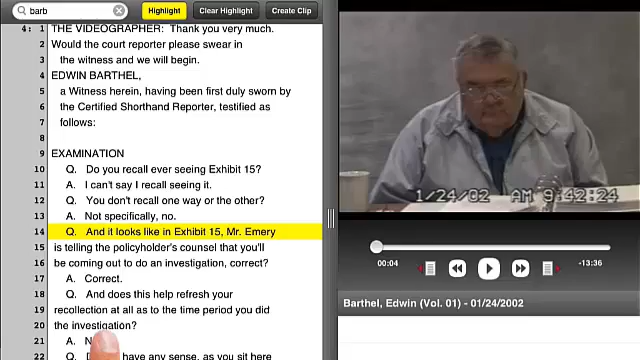 barb
Highlight
Clear Highlight
Create Clip
4: 1 THE VIDEOGRAPHER: Thank you very much.
2 Would the court reporter please swear in
3 the witness and we will begin.
4 EDWIN BARTHEL,
5 a Witness herein, having been first duly sworn by
6 the Certified Shorthand Reporter, testified as
7 follows:
8
9 EXAMINATION
10 Q. Do you recall ever seeing Exhibit 15?
11 A. I can't say I recall seeing it.
12 Q. You don't recall one way or the other?
13 A. Not specifically, no.
14 Q. And it looks like in Exhibit 15, Mr. Emery
15 is telling the policyholder's counsel that you'll
16 be coming out to do an investigation, correct?
17 A. Correct.
18 Q. And does this help refresh your
19 recollection at all as to the time period you did
20 the investigation?
21 A.
22 Q. have any sense, as you sit here
1/24/02 AM 9:42:24
00:04
-13:36
Barthel, Edwin (Vol. 01) - 01/24/2002